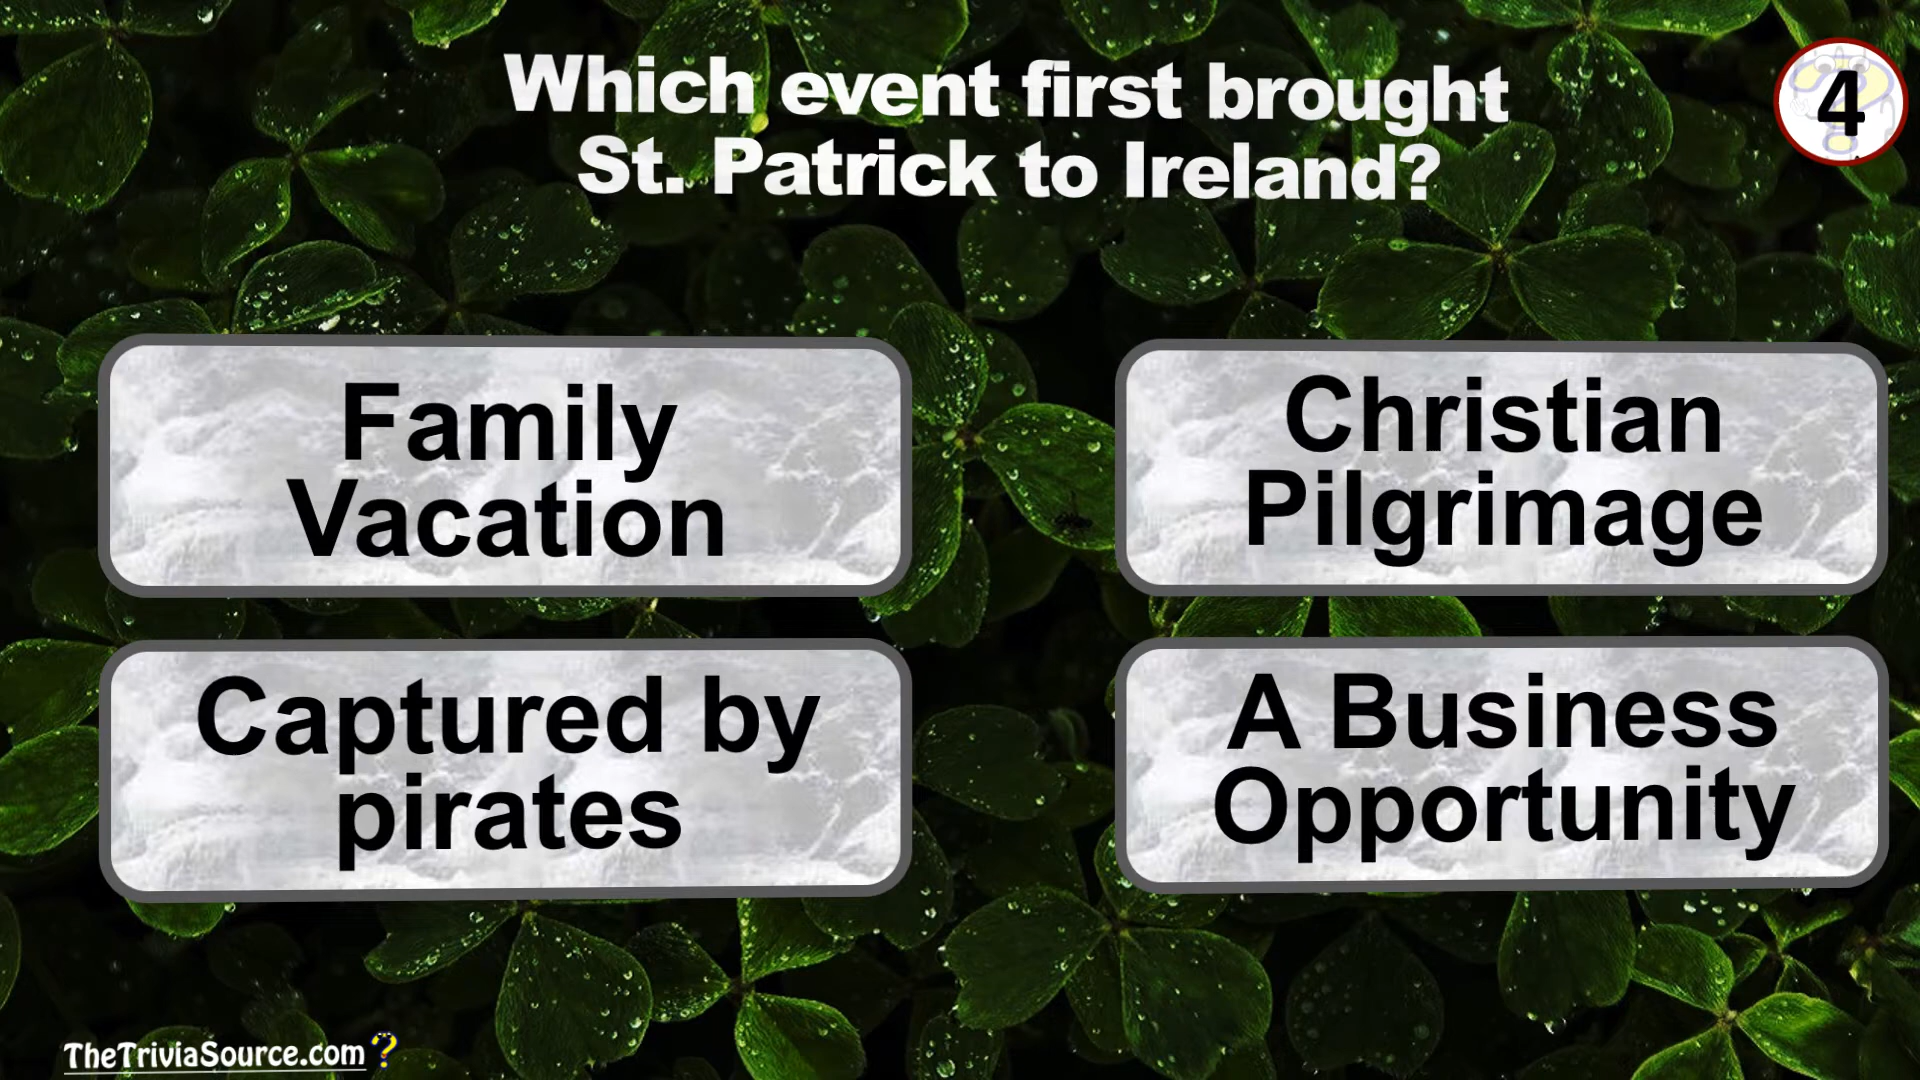 Which event first brought
St. Patrick to Ireland?
4
Family
Vacation
Christian
Pilgrimage
Captured by
pirates
A Business
Opportunity
TheTriviaSource.com ?